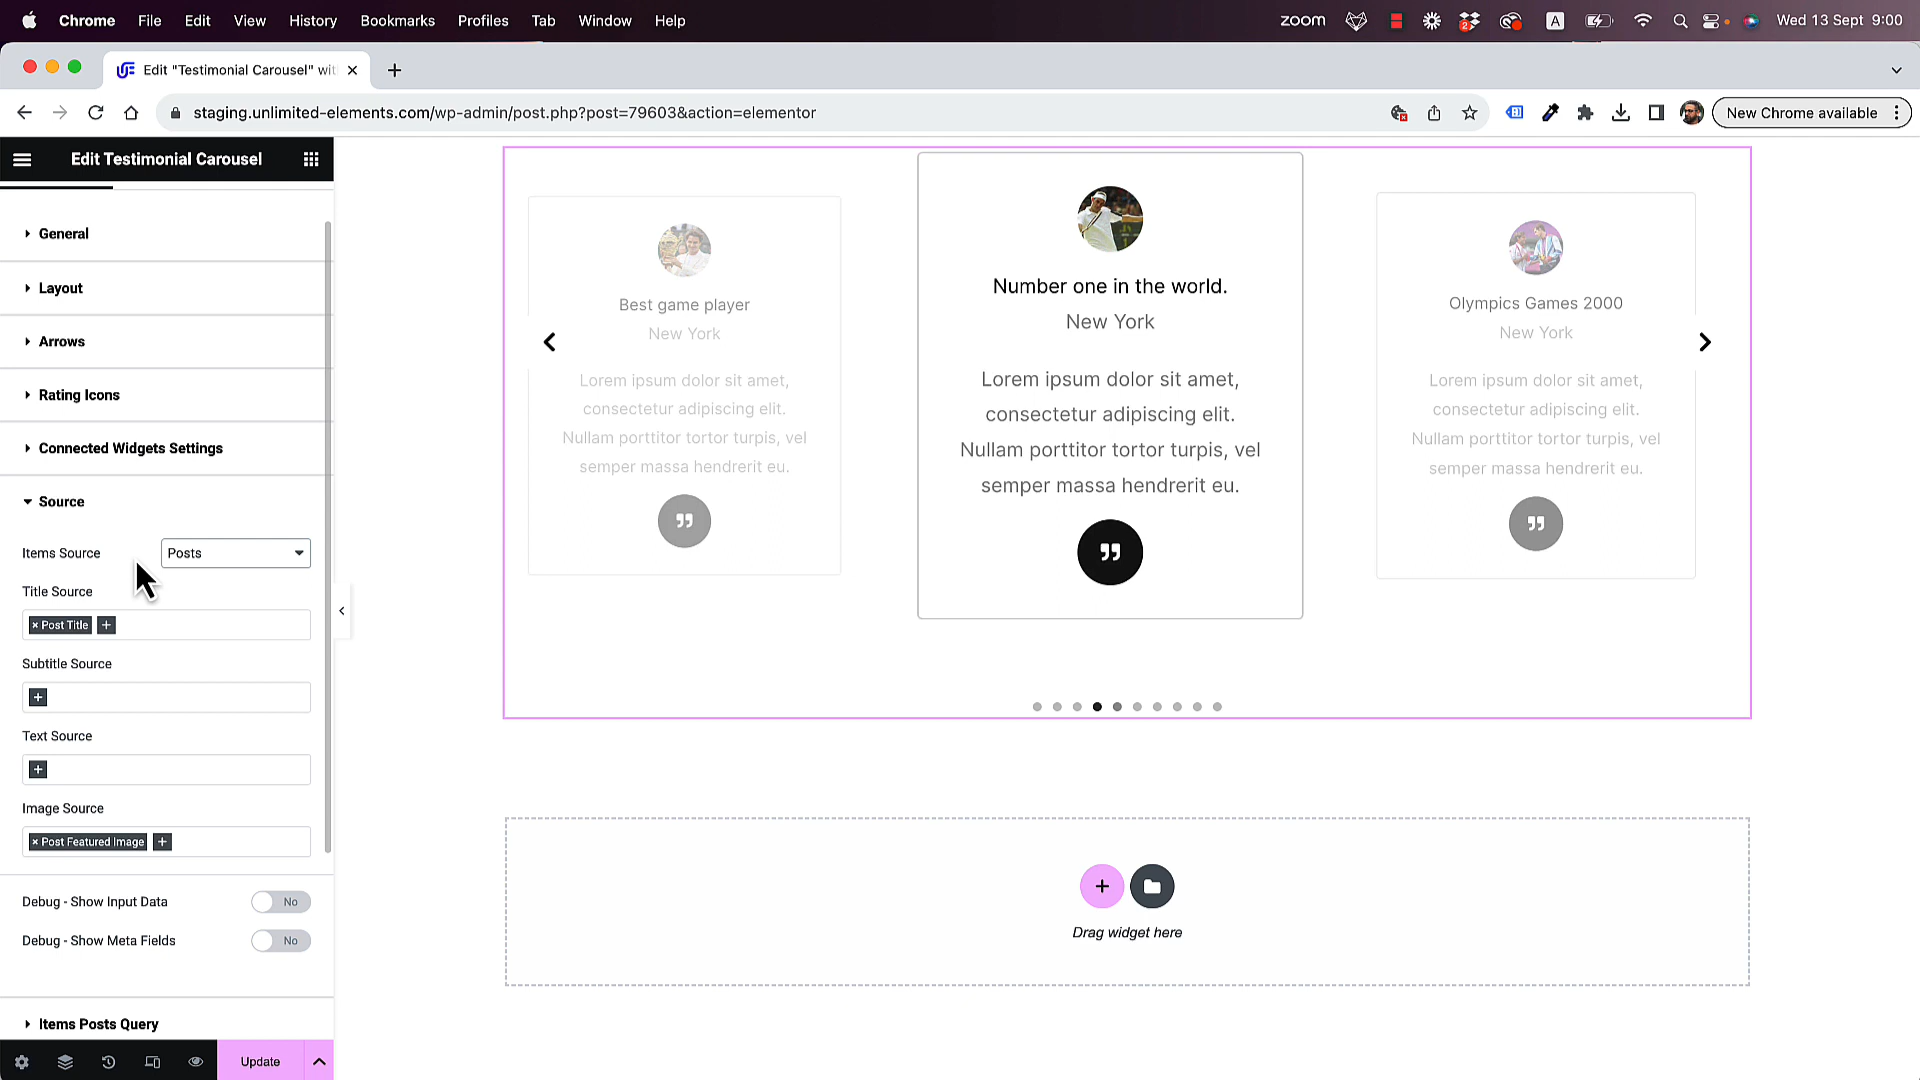 Chrome File Edit View History Bookmarks Profiles Tab Window Help zoom 2 A Wed 13 Sept 9:00
Edit "Testimonial Carousel" wit
staging.unlimited-elements.com/wp-admin/post.php?post=79603&action=elementor
New Chrome available
Edit Testimonial Carousel
General
Layout
Arrows
Rating Icons
Connected Widgets Settings
Source
Items Source Posts
Title Source
× Post Title +
Subtitle Source
+
Text Source
+
Image Source
× Post Featured Image +
Debug - Show Input Data No
Debug - Show Meta Fields No
Items Posts Query
Update
Best game player
New York
Lorem ipsum dolor sit amet,
consectetur adipiscing elit.
Nullam porttitor tortor turpis, vel
semper massa hendrerit eu.
Number one in the world.
New York
Lorem ipsum dolor sit amet,
consectetur adipiscing elit.
Nullam porttitor tortor turpis, vel
semper massa hendrerit eu.
Olympics Games 2000
New York
Lorem ipsum dolor sit amet,
consectetur adipiscing elit.
Nullam porttitor tortor turpis, vel
semper massa hendrerit eu.
Drag widget here